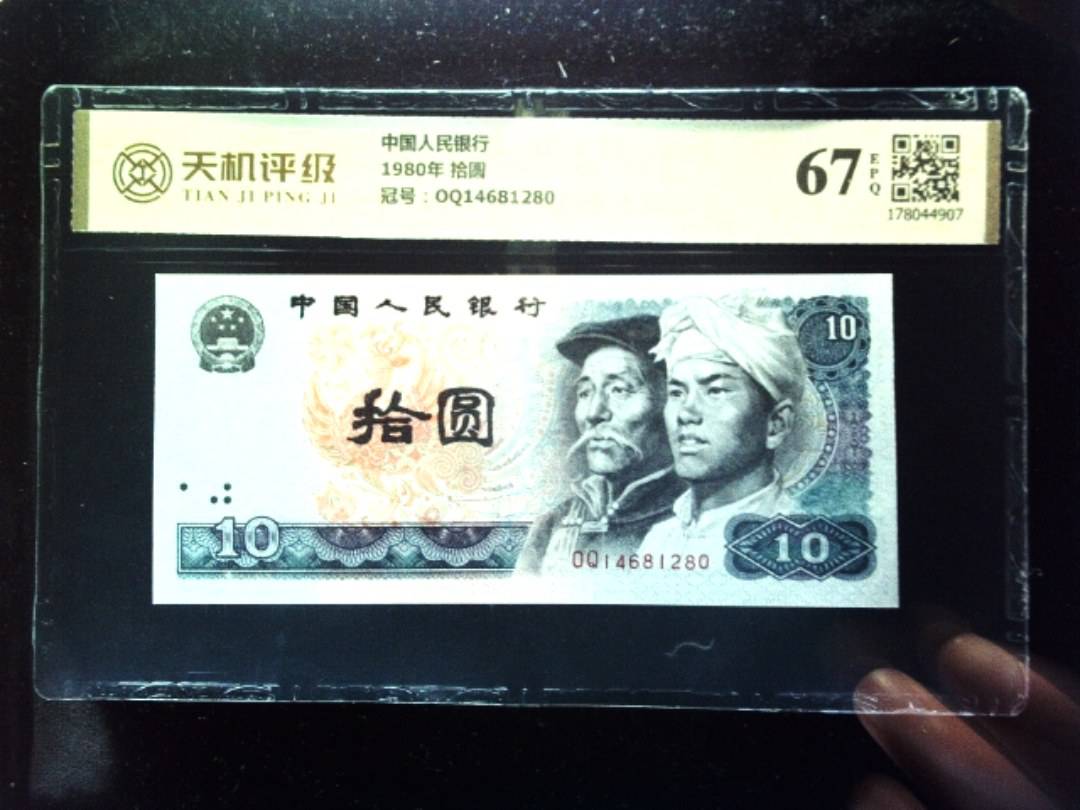 天机评级
TIAN JI PING JI
中国人民银行
1980年 拾圆
冠号：OQ14681280
67
EPQ
178044907
中国人民银行
10
拾圆
10
OQ14681280
10